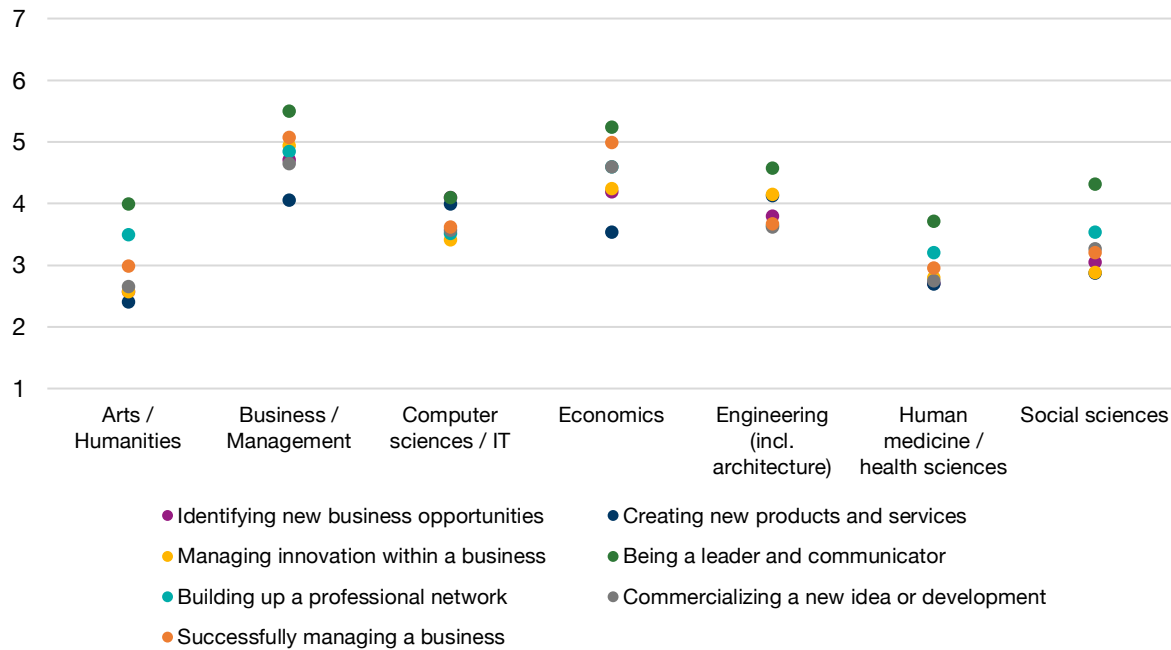 7
6
5
4
3
2
1
Arts /
Humanities
Business /
Management
Computer
sciences / IT
Economics
Engineering
(incl.
architecture)
Human
medicine /
health sciences
Social sciences
Identifying new business opportunities
Creating new products and services
Managing innovation within a business
Being a leader and communicator
Building up a professional network
Commercializing a new idea or development
Successfully managing a business